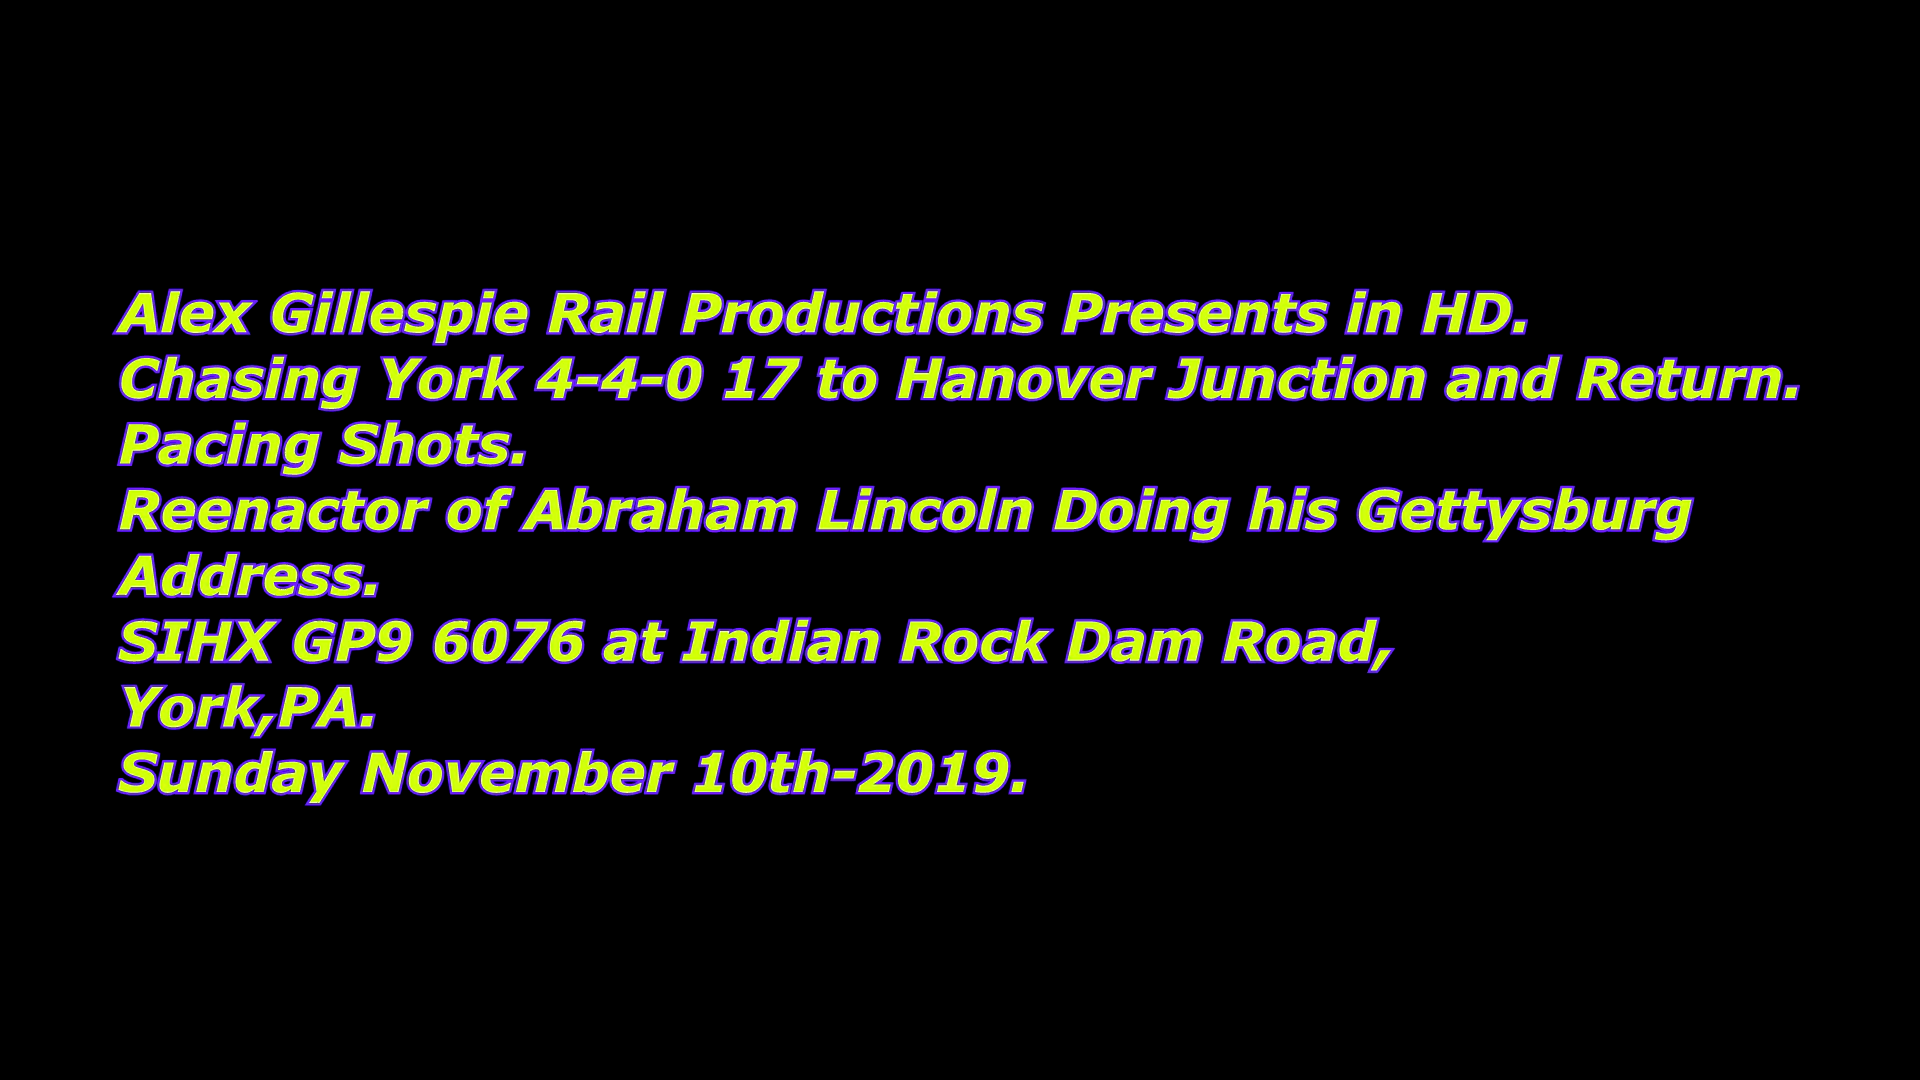 Alex Gillespie Rail Productions Presents in HD.
Chasing York 4-4-0 17 to Hanover Junction and Return.
Pacing Shots.
Reenactor of Abraham Lincoln Doing his Gettysburg
Address.
SIHX GP9 6076 at Indian Rock Dam Road,
York,PA.
Sunday November 10th-2019.